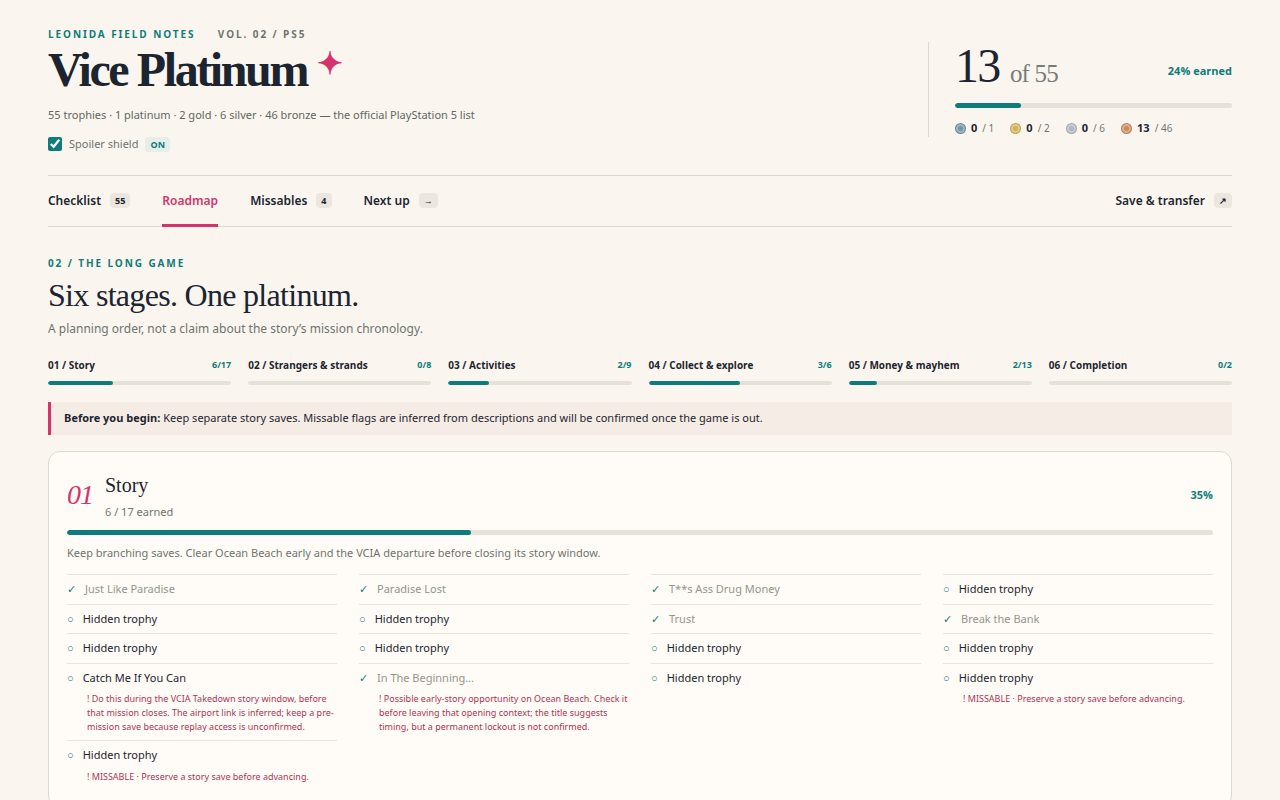 LEONIDA FIELD NOTES VOL. 02 / PS5
Vice Platinum ✦
55 trophies · 1 platinum · 2 gold · 6 silver · 46 bronze — the official PlayStation 5 list
Spoiler shield ON
13 of 55
24% earned
0 / 1 0 / 2 0 / 6 13 / 46
Checklist 55 Roadmap Missables 4 Next up → Save & transfer ↗
02 / THE LONG GAME
Six stages. One platinum.
A planning order, not a claim about the story’s mission chronology.
01 / Story 6/17 02 / Strangers & strands 0/8 03 / Activities 2/9 04 / Collect & explore 3/6 05 / Money & mayhem 2/13 06 / Completion 0/2
Before you begin: Keep separate story saves. Missable flags are inferred from descriptions and will be confirmed once the game is out.
01 Story
6 / 17 earned
35%
Keep branching saves. Clear Ocean Beach early and the VCIA departure before closing its story window.
✓ Just Like Paradise ✓ Paradise Lost ✓ T**s Ass Drug Money ○ Hidden trophy
○ Hidden trophy ○ Hidden trophy ✓ Trust ✓ Break the Bank
○ Hidden trophy ○ Hidden trophy ○ Hidden trophy ○ Hidden trophy
○ Catch Me If You Can
! Do this during the VCIA Takedown story window, before
that mission closes. The airport link is inferred; keep a pre-
mission save because replay access is unconfirmed.
✓ In The Beginning...
! Possible early-story opportunity on Ocean Beach. Check it
before leaving that opening context; the title suggests
timing, but a permanent lockout is not confirmed.
○ Hidden trophy
○ Hidden trophy
! MISSABLE · Preserve a story save before advancing.
○ Hidden trophy
! MISSABLE · Preserve a story save before advancing.